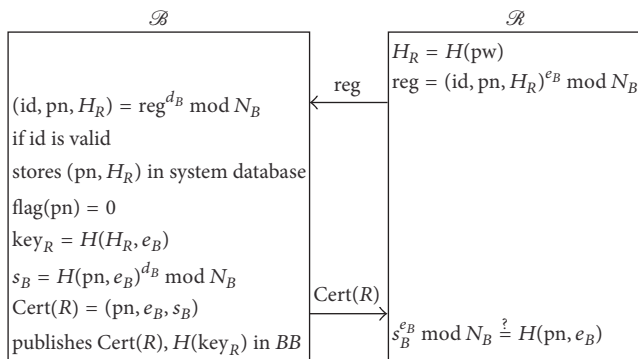 ℬ
ℛ
H_R = H(pw)
reg = (id, pn, H_R)^{e_B} mod N_B
reg
(id, pn, H_R) = reg^{d_B} mod N_B
if id is valid
stores (pn, H_R) in system database
flag(pn) = 0
key_R = H(H_R, e_B)
s_B = H(pn, e_B)^{d_B} mod N_B
Cert(R) = (pn, e_B, s_B)
publishes Cert(R), H(key_R) in BB
Cert(R)
s_B^{e_B} mod N_B ≟ H(pn, e_B)